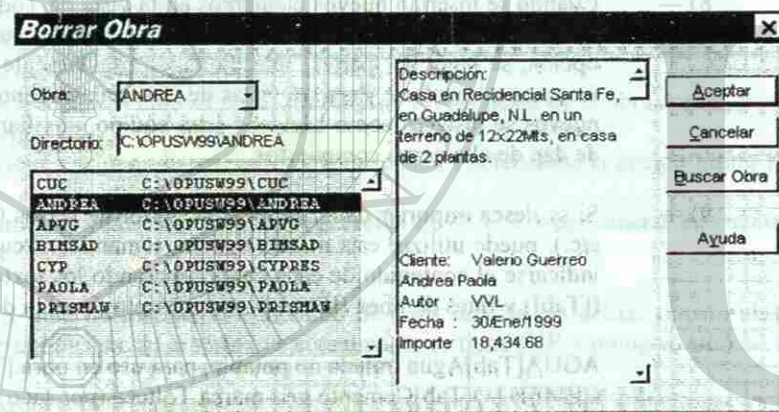 Borrar Obra
Obra: ANDREA
Directorio: C:\OPUSW99\ANDREA
CUC C:\OPUSW99\CUC
ANDREA C:\OPUSW99\ANDREA
APVG C:\OPUSW99\APVG
BIMSAD C:\OPUSW99\BIMSAD
CYP C:\OPUSW99\CYPRES
PAOLA C:\OPUSW99\PAOLA
PRISMAW C:\OPUSW99\PRISMAW
Descripción:
Casa en Recidencial Santa Fe,
en Guadalupe, N.L. en un
terreno de 12x22Mts, en casa
de 2 plantas.
Cliente: Valerio Guerreo
Andrea Paola
Autor : VVL
Fecha : 30/Ene/1999
Importe : 18,434.68
Aceptar
Cancelar
Buscar Obra
Ayuda